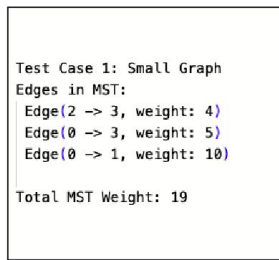 Test Case 1: Small Graph
Edges in MST:
Edge(2 -> 3, weight: 4)
Edge(0 -> 3, weight: 5)
Edge(0 -> 1, weight: 10)
Total MST Weight: 19